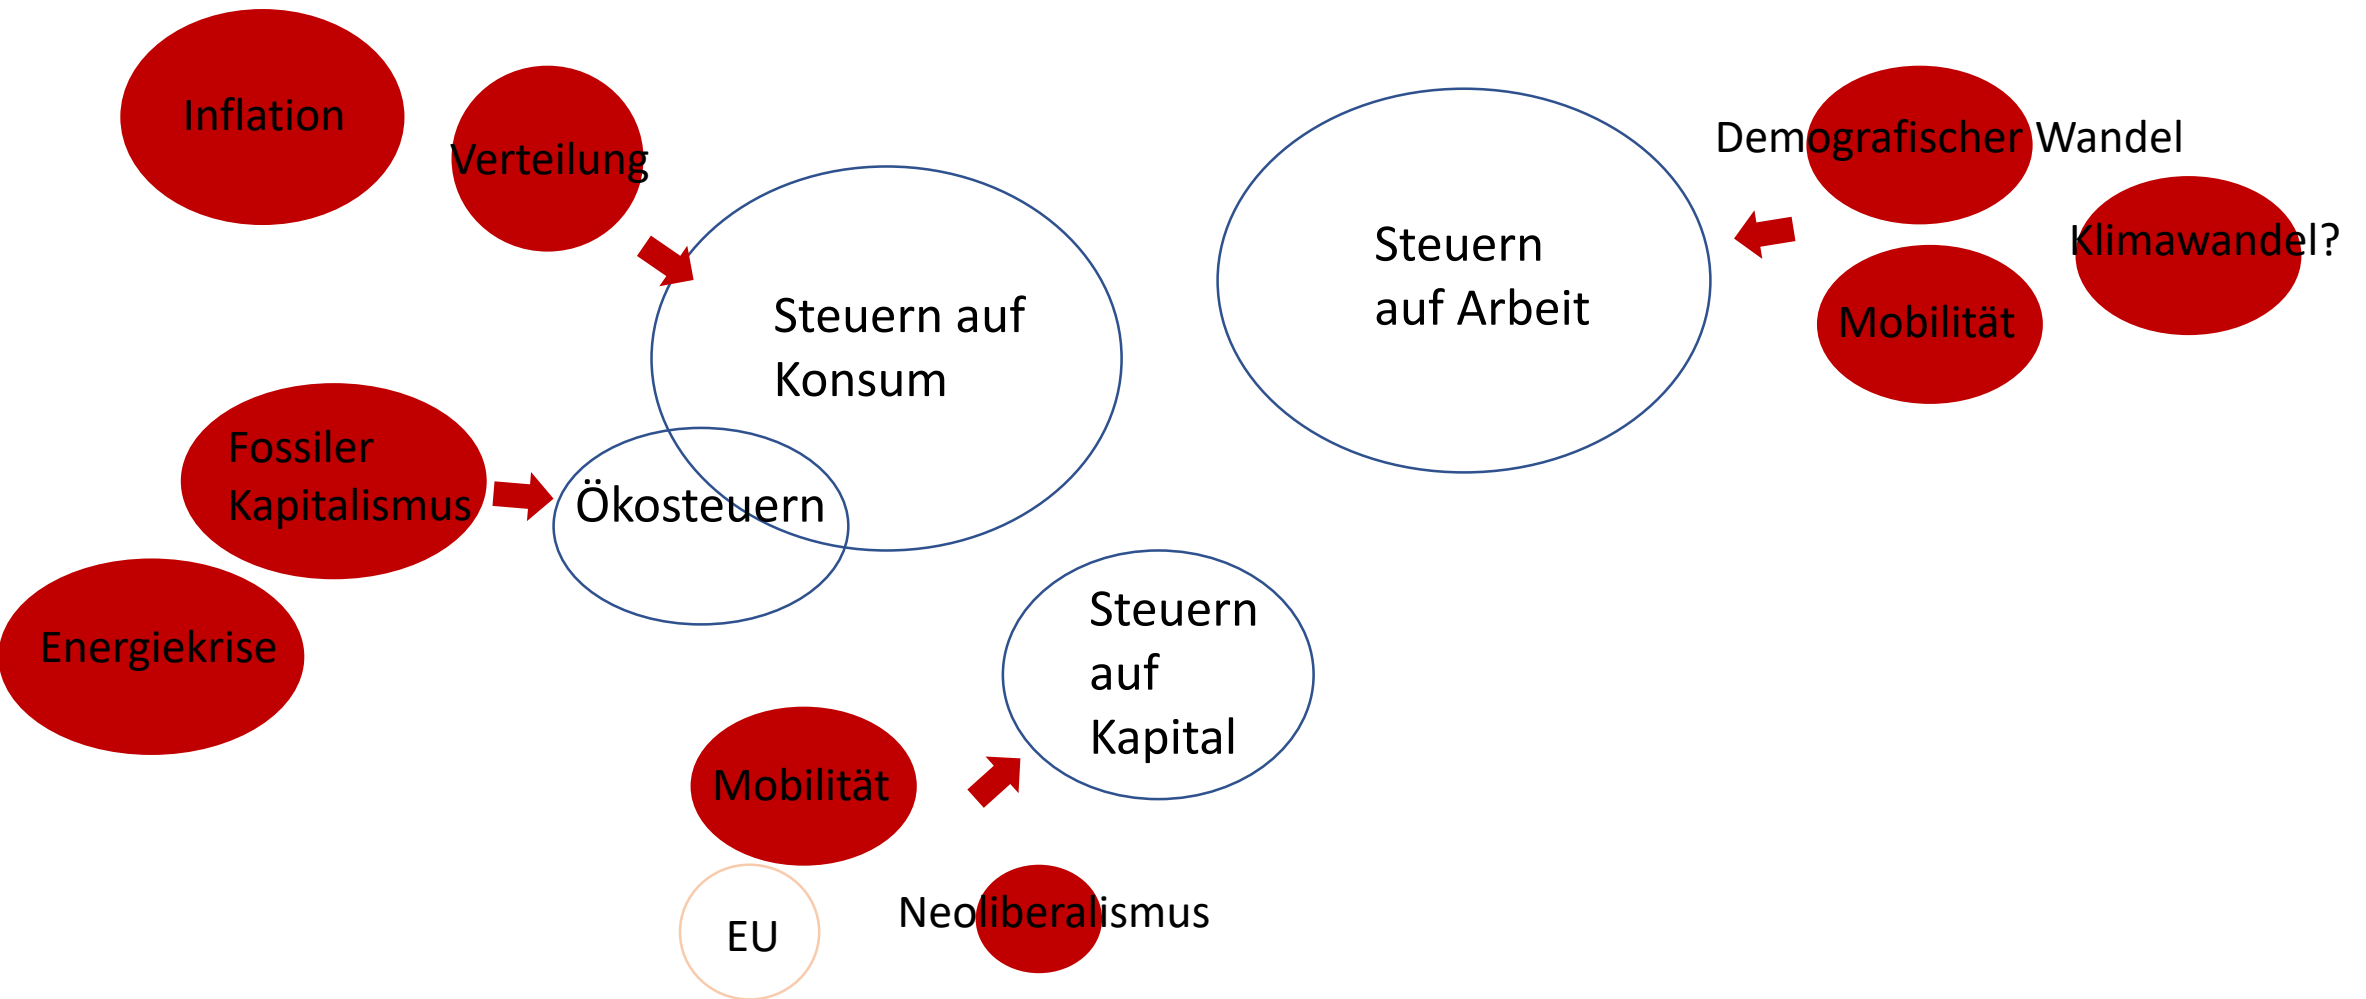 Inflation
Verteilung
Demografischer Wandel
Klimawandel?
Mobilität
Steuern
auf Arbeit
Steuern auf
Konsum
Fossiler
Kapitalismus
Ökosteuern
Energiekrise
Steuern
auf
Kapital
Mobilität
Neoliberalismus
EU